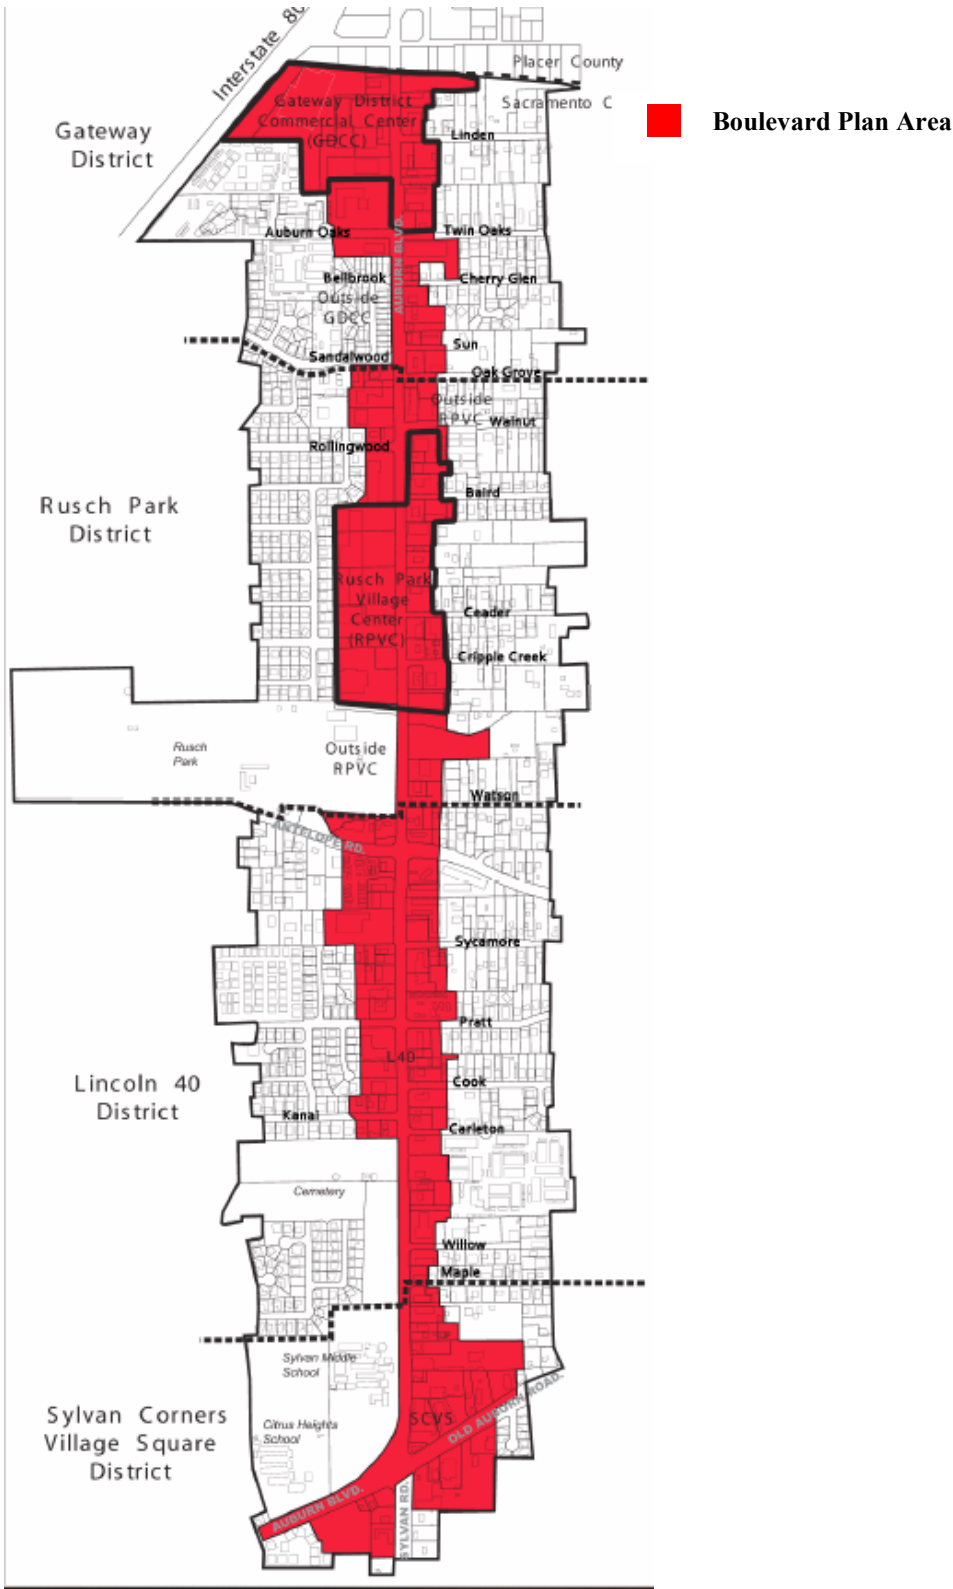 Interstate 80
Placer County
Sacramento C
Boulevard Plan Area
Gateway
District
Gateway District
Commercial Center
(GDCC)
Linden
Auburn Oaks
Twin Oaks
AUBURN BLVD.
Bellbrook
Cherry Glen
Outside
GDCC
Sun
Sandalwood
Oak Grove
Outside
RPVC
Walnut
Rollingwood
Baird
Rusch Park
District
Rusch Park
Village
Center
(RPVC)
Ceader
Cripple Creek
Rusch
Park
Outside
RPVC
Watson
ANTELOPE RD.
Sycamore
Pratt
L40
Lincoln 40
District
Cook
Kanai
Carleton
Cemetery
Willow
Maple
Sylvan Middle
School
Sylvan Corners
Village Square
District
Citrus Heights
School
SCVS
OLD AUBURN ROAD.
AUBURN BLVD.
SYLVAN RD.